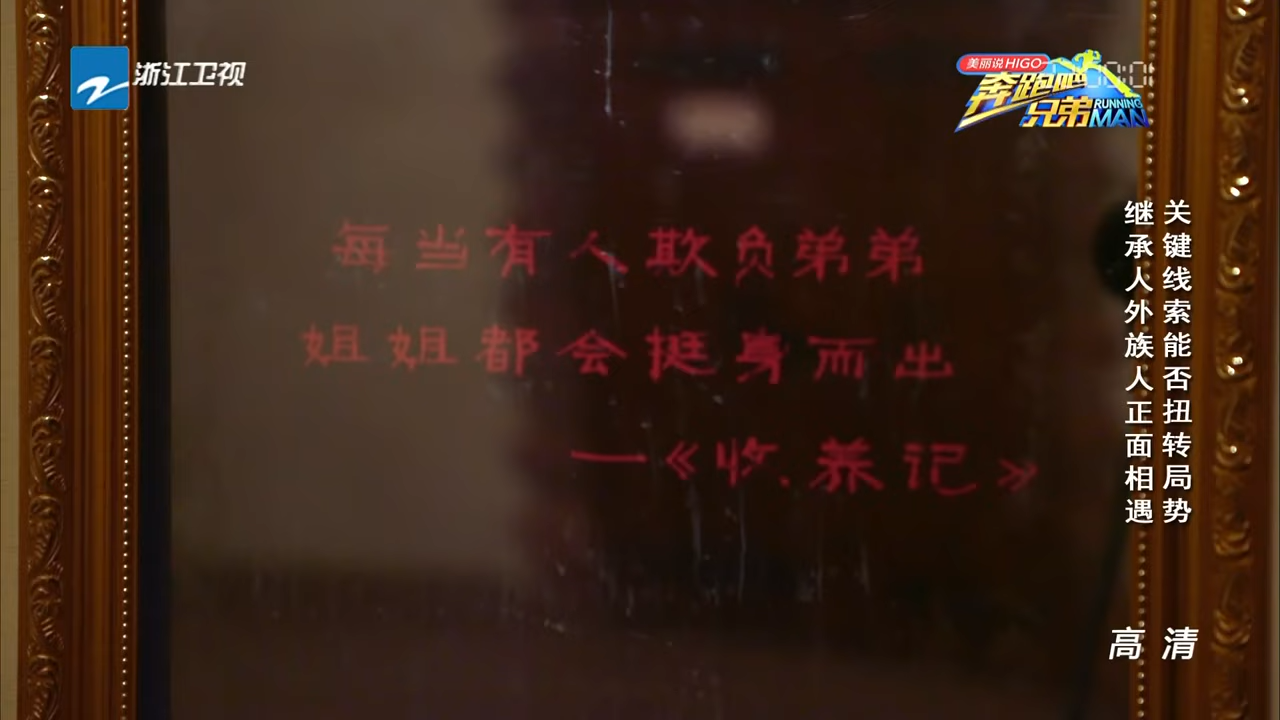 浙江卫视
美丽说HIGO
奔跑吧
兄弟
RUNNING
MAN
每当有人欺负弟弟
姐姐都会挺身而出
—《收.养记》
关键线索能否扭转局势
继承人外族人正面相遇
高清